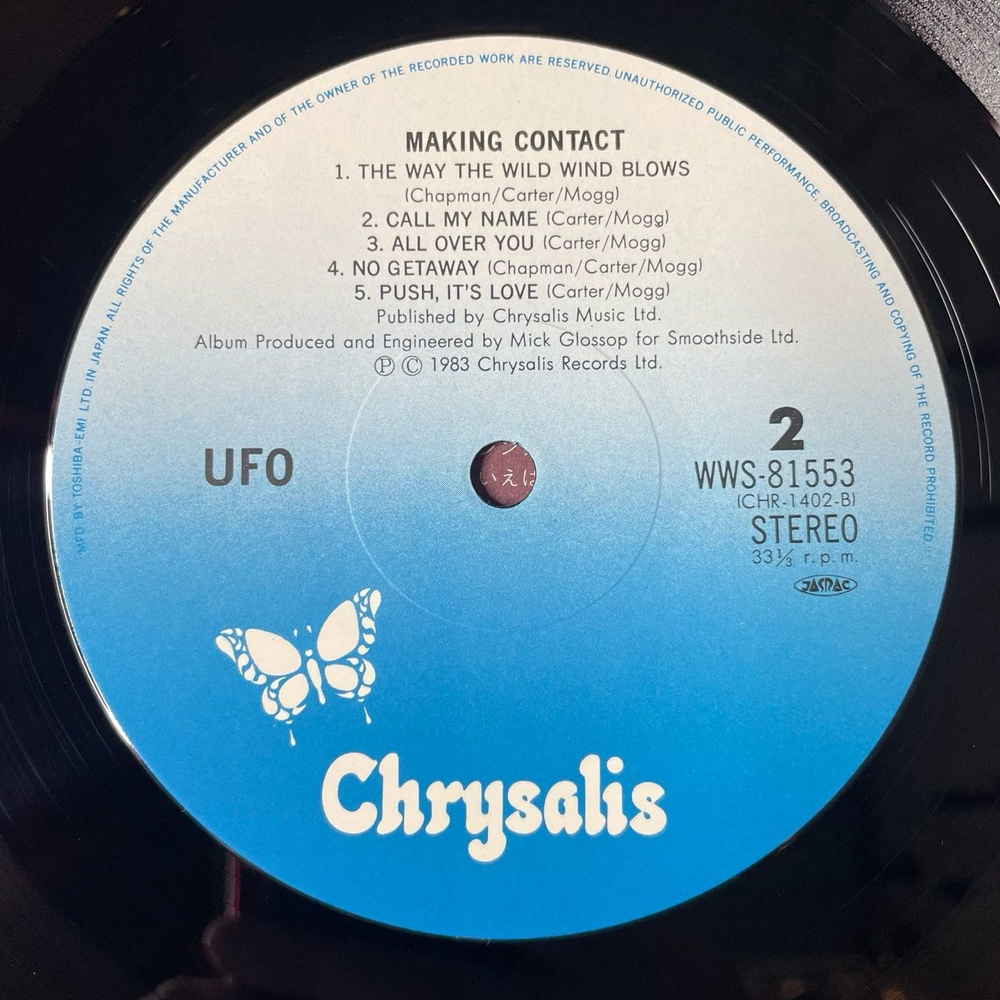 "MFD. BY TOSHIBA-EMI LTD. IN JAPAN. ALL RIGHTS OF THE MANUFACTURER AND OF THE OWNER OF THE RECORDED WORK ARE RESERVED, UNAUTHORIZED PUBLIC PERFORMANCE, BROADCASTING AND COPYING OF THE RECORD PROHIBITED."
MAKING CONTACT
1. THE WAY THE WILD WIND BLOWS
(Chapman/Carter/Mogg)
2. CALL MY NAME (Carter/Mogg)
3. ALL OVER YOU (Carter/Mogg)
4. NO GETAWAY (Chapman/Carter/Mogg)
5. PUSH, IT'S LOVE (Carter/Mogg)
Published by Chrysalis Music Ltd.
Album Produced and Engineered by Mick Glossop for Smoothside Ltd.
Ⓟ Ⓒ 1983 Chrysalis Records Ltd.
UFO
2
WWS-81553
(CHR-1402-B)
STEREO
33⅓ r.p.m.
JASRAC
Chrysalis